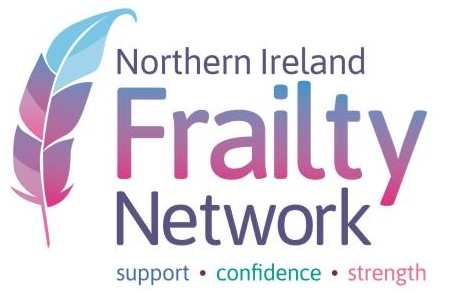 Northern Ireland
Frailty
Network
support • confidence • strength